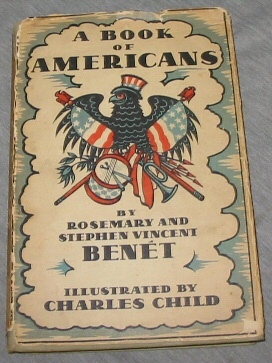 A BOOK
OF
AMERICANS
BY
ROSEMARY AND
STEPHEN VINCENT
BENÉT
ILLUSTRATED BY
CHARLES CHILD